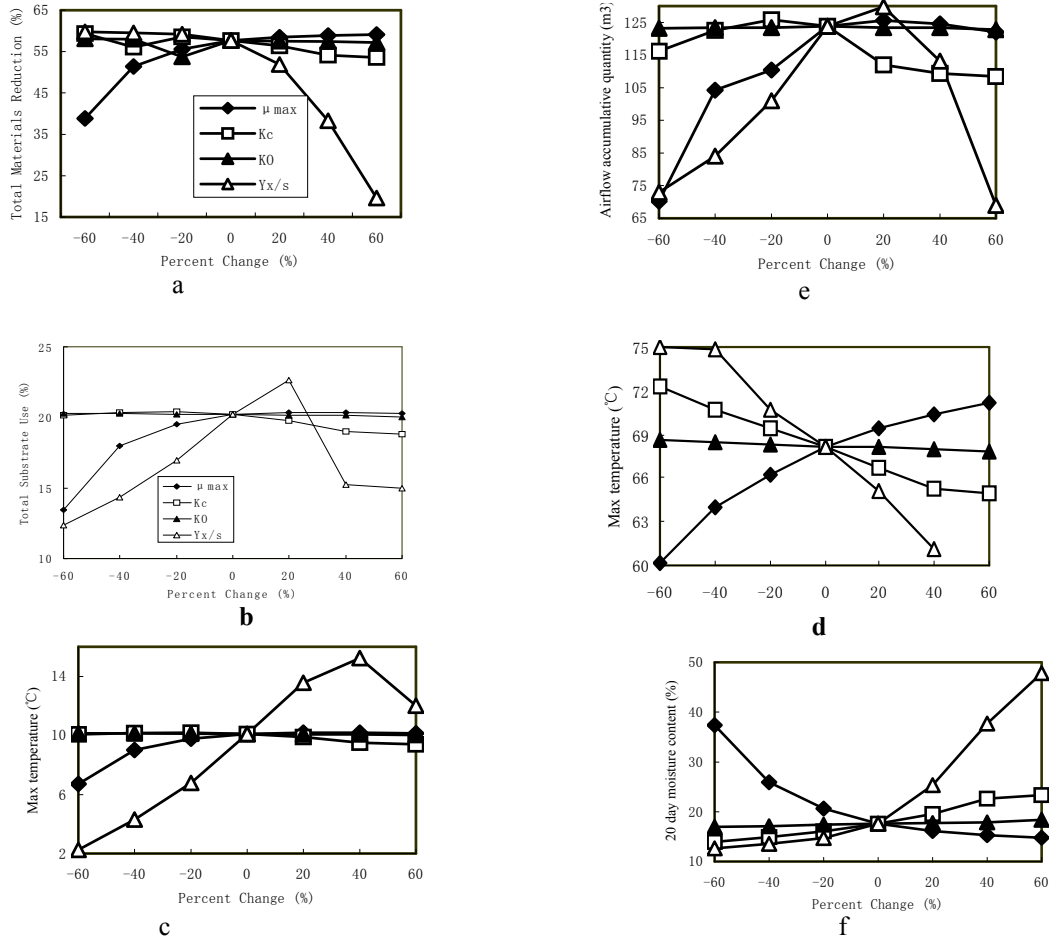 Total Materials Reduction (%)
65
55
45
35
25
15
μmax
Kc
KO
Yx/s
-60 -40 -20 0 20 40 60
Percent Change (%)
a
Airflow accumulative quantity (m3)
125
115
105
95
85
75
65
-60 -40 -20 0 20 40 60
Percent Change (%)
e
Total Substrate Use (%)
25
20
15
10
μmax
Kc
KO
Yx/s
-60 -40 -20 0 20 40 60
Percent Change (%)
b
Max temperature (℃)
75
72
69
66
63
60
-60 -40 -20 0 20 40 60
Percent Change (%)
d
Max temperature (℃)
14
10
6
2
-60 -40 -20 0 20 40 60
Percent Change (%)
c
20 day moisture content (%)
50
40
30
20
10
-60 -40 -20 0 20 40 60
Percent Change (%)
f